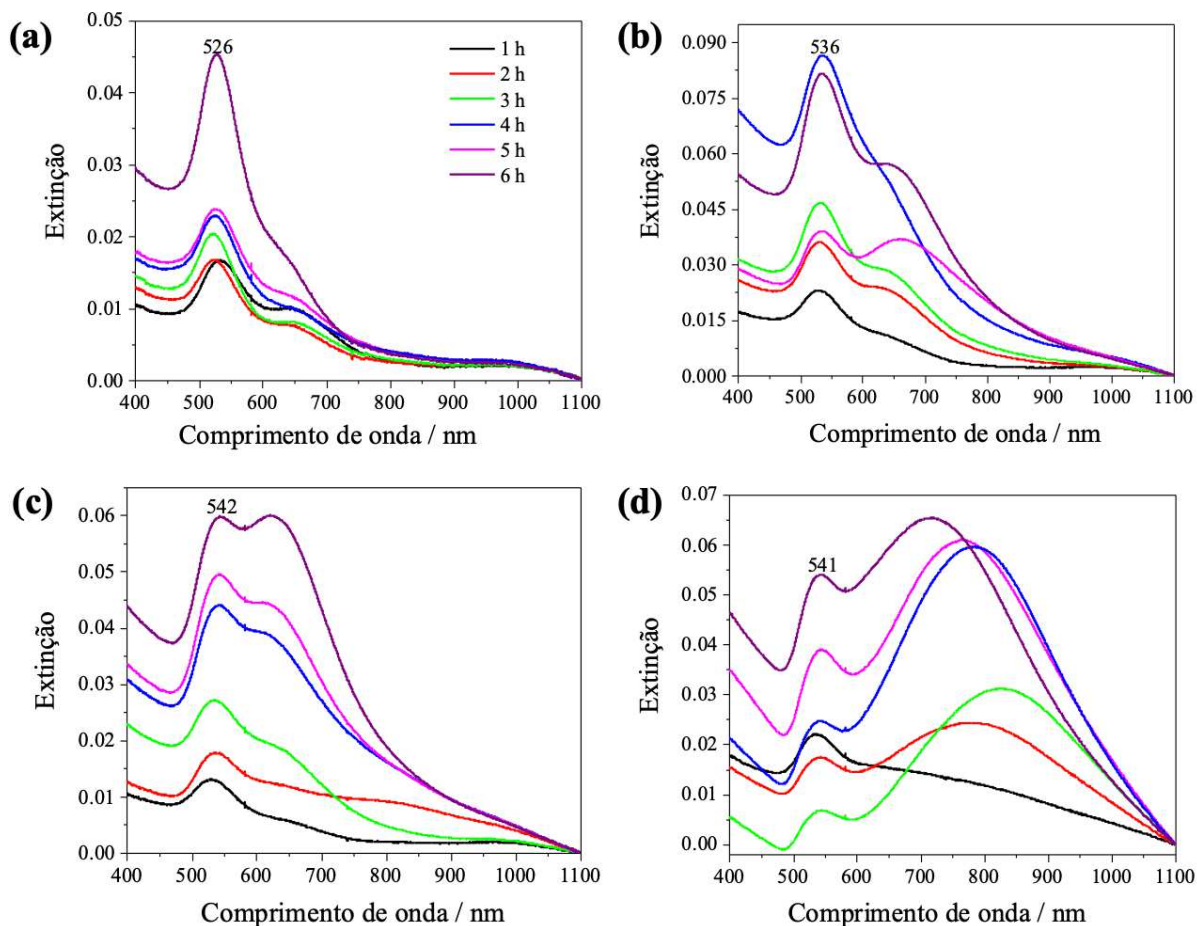 (a)
0.05
0.04
0.03
0.02
0.01
0.00
Extinção
526
1 h
2 h
3 h
4 h
5 h
6 h
400 500 600 700 800 900 1000 1100
Comprimento de onda / nm
(b)
0.090
0.075
0.060
0.045
0.030
0.015
0.000
Extinção
536
400 500 600 700 800 900 1000 1100
Comprimento de onda / nm
(c)
0.06
0.05
0.04
0.03
0.02
0.01
0.00
Extinção
542
400 500 600 700 800 900 1000 1100
Comprimento de onda / nm
(d)
0.07
0.06
0.05
0.04
0.03
0.02
0.01
0.00
Extinção
541
400 500 600 700 800 900 1000 1100
Comprimento de onda / nm